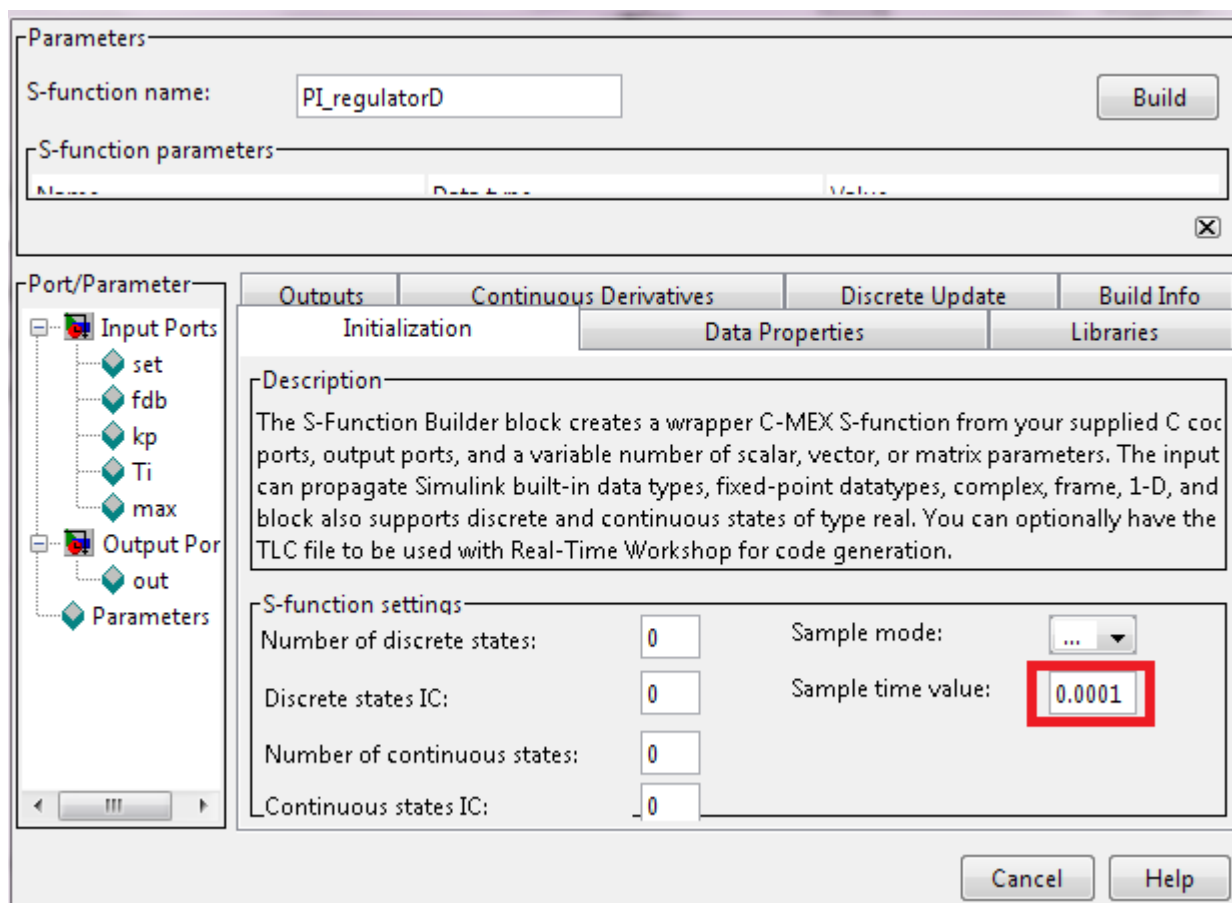 Parameters
S-function name: PI_regulatorD Build
S-function parameters
Name Data type Value
Port/Parameter
Input Ports
set
fdb
kp
Ti
max
Output Por
out
Parameters
Outputs Continuous Derivatives Discrete Update Build Info
Initialization Data Properties Libraries
Description
The S-Function Builder block creates a wrapper C-MEX S-function from your supplied C coc
ports, output ports, and a variable number of scalar, vector, or matrix parameters. The input
can propagate Simulink built-in data types, fixed-point datatypes, complex, frame, 1-D, and
block also supports discrete and continuous states of type real. You can optionally have the
TLC file to be used with Real-Time Workshop for code generation.
S-function settings
Number of discrete states: 0 Sample mode: ...
Discrete states IC: 0 Sample time value: 0.0001
Number of continuous states: 0
Continuous states IC: 0
Cancel Help